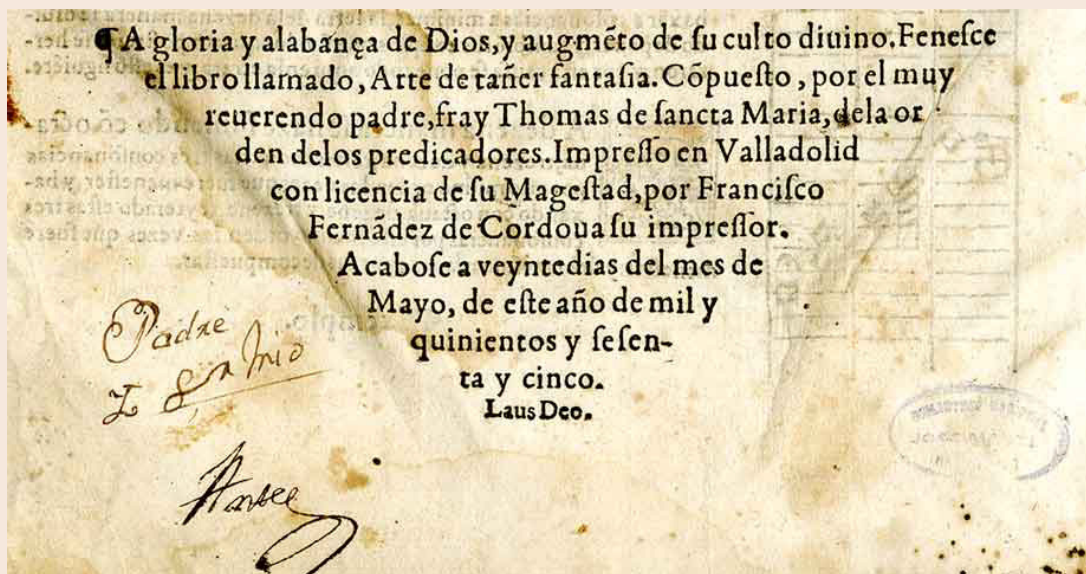 ¶A gloria y alabança de Dios,y augmẽto de ſu culto diuino.Feneſce
el libro llamado, Arte de tañer fantaſia. Cõpueſto, por el muy
reuerendo padre,fray Thomas de ſancta Maria, dela or
den delos predicadores.Impreſſo en Valladolid
con licencia de ſu Mageſtad,por Franciſco
Fernãdez de Cordoua ſu impreſſor.
Acaboſe a veyntedias del mes de
Mayo, de eſte año de mil y
quinientos y ſeſen-
ta y cinco.
Laus Deo.
Padre